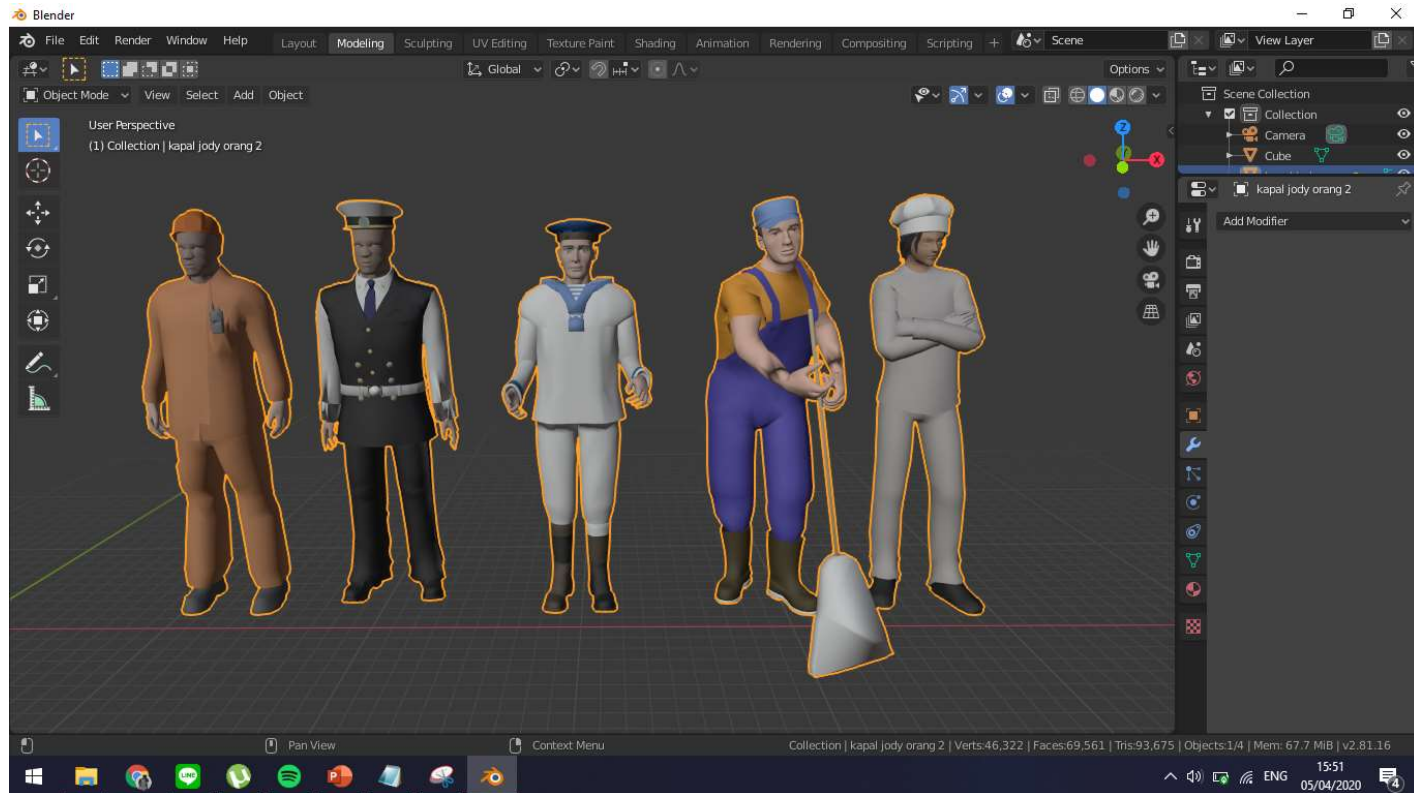 Blender
File Edit Render Window Help Layout Modeling Sculpting UV Editing Texture Paint Shading Animation Rendering Compositing Scripting + Scene View Layer
Global Options
Object Mode View Select Add Object
User Perspective
(1) Collection | kapal jody orang 2
Z
X
Scene Collection
Collection
Camera
Cube
kapal jody orang 2
Add Modifier
Pan View Context Menu Collection | kapal jody orang 2 | Verts:46,322 | Faces:69,561 | Tris:93,675 | Objects:1/4 | Mem: 67.7 MiB | v2.81.16
LINE
ENG
15:51
05/04/2020
4